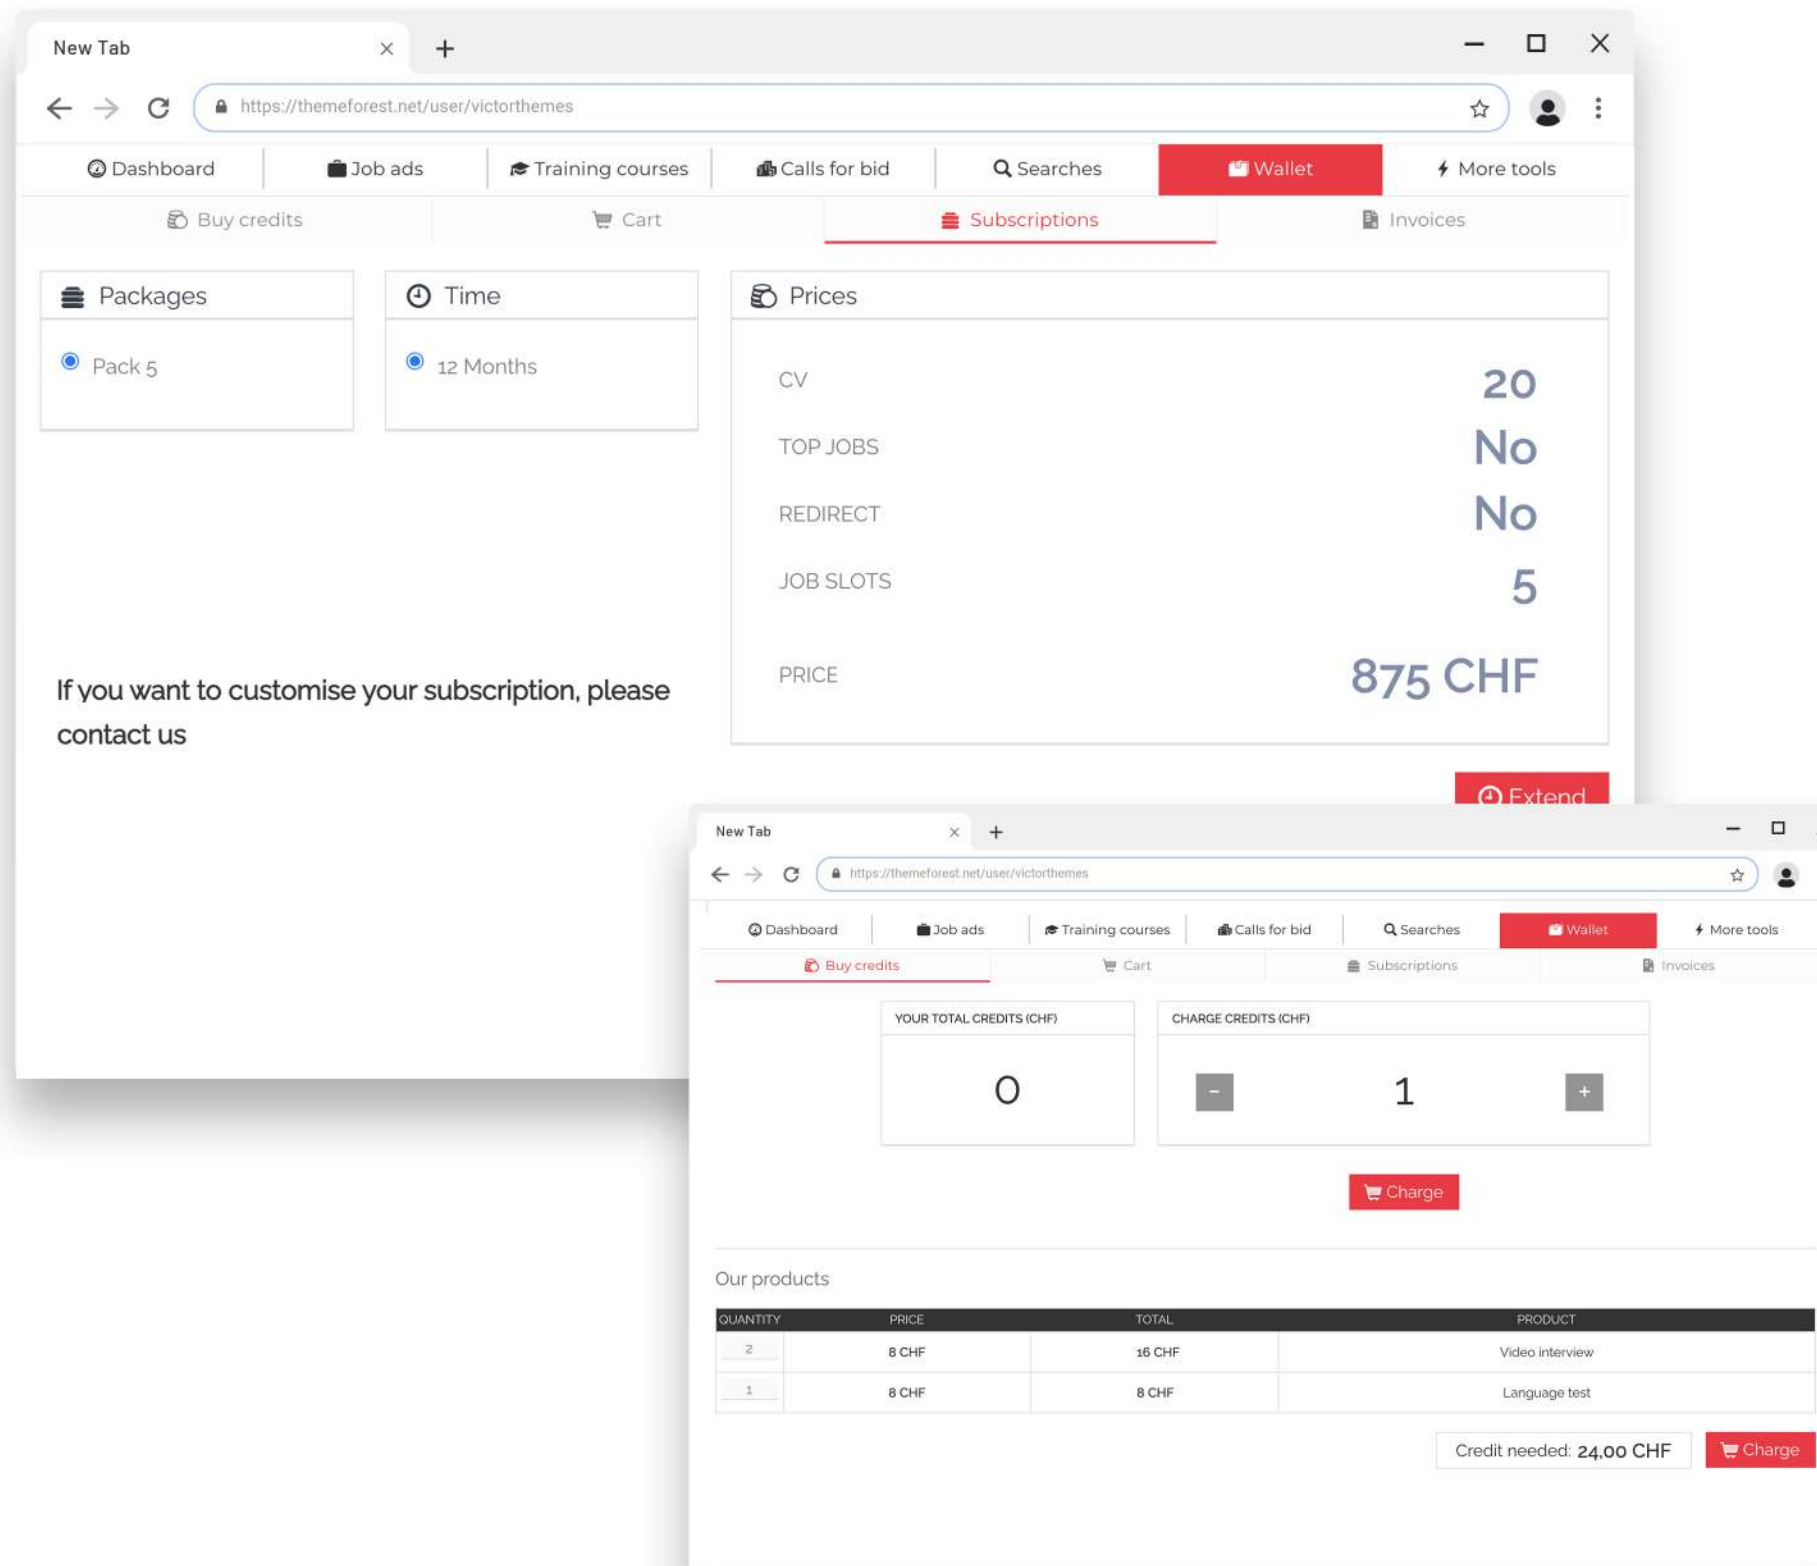 New Tab
https://themeforest.net/user/victorthemes
Dashboard Job ads Training courses Calls for bid Searches Wallet More tools
Buy credits Cart Subscriptions Invoices
Packages Time Prices
Pack 5 12 Months
CV 20
TOP JOBS No
REDIRECT No
JOB SLOTS 5
PRICE 875 CHF
If you want to customise your subscription, please
contact us
Extend
New Tab
https://themeforest.net/user/victorthemes
Dashboard Job ads Training courses Calls for bid Searches Wallet More tools
Buy credits Cart Subscriptions Invoices
YOUR TOTAL CREDITS (CHF) CHARGE CREDITS (CHF)
0 - 1 +
Charge
Our products
QUANTITY PRICE TOTAL PRODUCT
2 8 CHF 16 CHF Video interview
1 8 CHF 8 CHF Language test
Credit needed: 24,00 CHF Charge